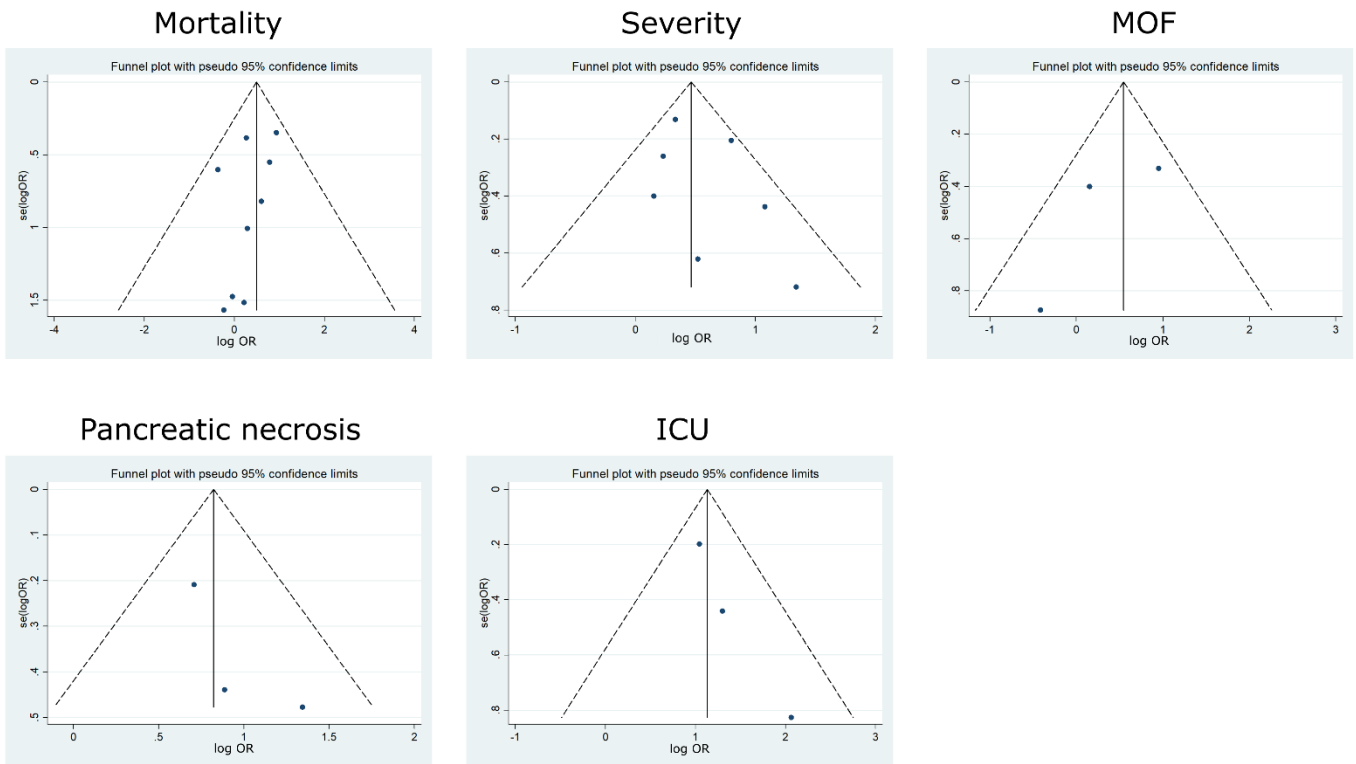 Mortality
Funnel plot with pseudo 95% confidence limits
0
.5
1
1.5
se(logOR)
-4 -2 0 2 4
log OR
Severity
Funnel plot with pseudo 95% confidence limits
0
.2
.4
.6
.8
se(logOR)
-1 0 1 2
log OR
MOF
Funnel plot with pseudo 95% confidence limits
0
.2
.4
.6
.8
se(logOR)
-1 0 1 2 3
log OR
Pancreatic necrosis
Funnel plot with pseudo 95% confidence limits
0
.1
.2
.3
.4
.5
se(logOR)
0 .5 1 1.5 2
log OR
ICU
Funnel plot with pseudo 95% confidence limits
0
.2
.4
.6
.8
se(logOR)
-1 0 1 2 3
log OR